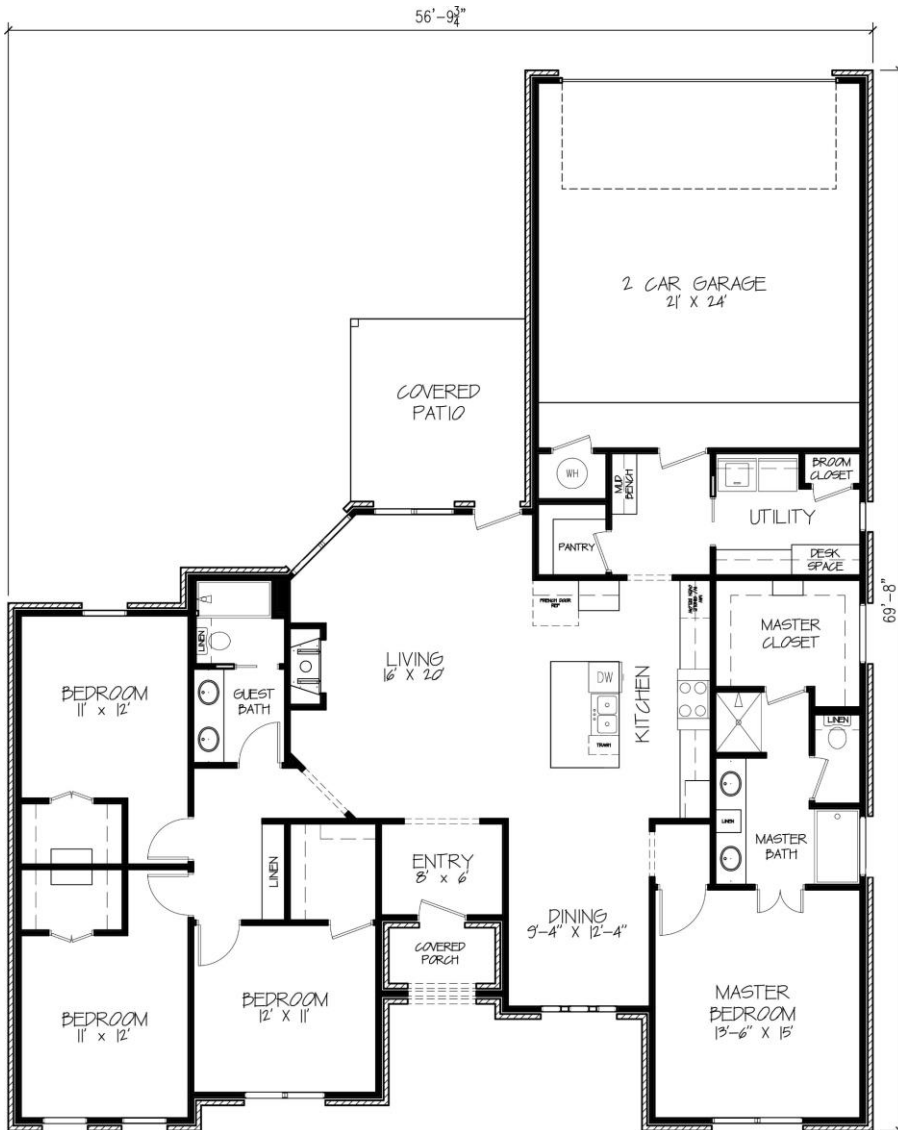 56'-9¾"
2 CAR GARAGE
21' X 24'
COVERED
PATIO
WH
MUD
BENCH
BROOM
CLOSET
UTILITY
PANTRY
DESK
SPACE
69'-8"
MASTER
CLOSET
LINEN
LIVING
16' X 20'
DW
KITCHEN
TRASH
BEDROOM
11' x 12'
GUEST
BATH
LINEN
LINEN
MASTER
BATH
LINEN
ENTRY
8' x 6'
DINING
9'-4" X 12'-4"
COVERED
PORCH
BEDROOM
11' x 12'
BEDROOM
12' X 11'
MASTER
BEDROOM
13'-6" X 15'